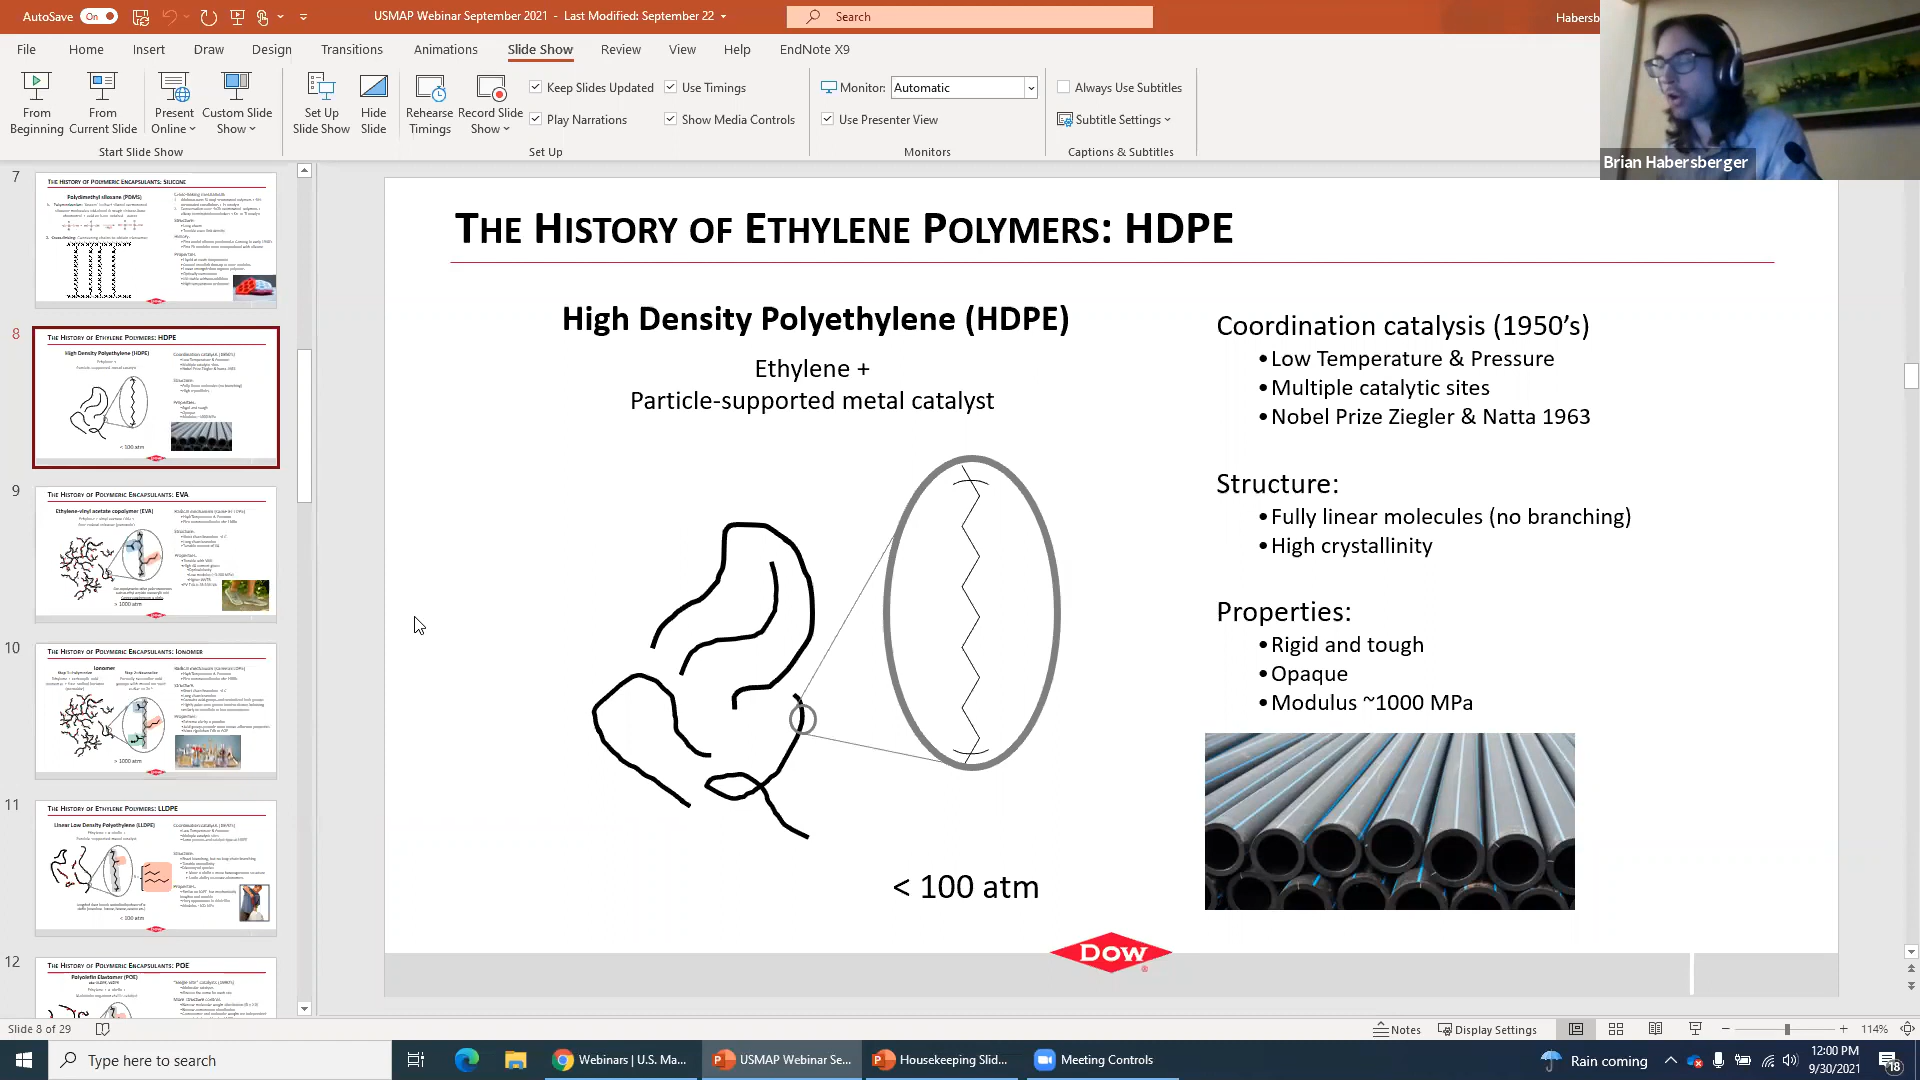 AutoSave On
USMAP Webinar September 2021 - Last Modified: September 22
Search
Habersb
File Home Insert Draw Design Transitions Animations Slide Show Review View Help EndNote X9
From Beginning
From Current Slide
Present Online
Custom Slide Show
Set Up Slide Show
Hide Slide
Rehearse Timings
Record Slide Show
Keep Slides Updated
Use Timings
Play Narrations
Show Media Controls
Monitor: Automatic
Use Presenter View
Always Use Subtitles
Subtitle Settings
Start Slide Show
Set Up
Monitors
Captions & Subtitles
Brian Habersberger
7
THE HISTORY OF POLYMERIC ENCAPSULANTS: SILICONE
Polydimethyl siloxane (PDMS)
8
THE HISTORY OF ETHYLENE POLYMERS: HDPE
High Density Polyethylene (HDPE)
< 100 atm
9
THE HISTORY OF POLYMERIC ENCAPSULANTS: EVA
Ethylene-vinyl acetate copolymer (EVA)
> 1000 atm
10
THE HISTORY OF POLYMERIC ENCAPSULANTS: IONOMER
Ionomer
> 1000 atm
11
THE HISTORY OF ETHYLENE POLYMERS: LLDPE
Linear Low Density Polyethylene (LLDPE)
< 100 atm
12
THE HISTORY OF POLYMERIC ENCAPSULANTS: POE
Polyolefin Elastomer (POE)
THE HISTORY OF ETHYLENE POLYMERS: HDPE
High Density Polyethylene (HDPE)
Ethylene +
Particle-supported metal catalyst
< 100 atm
Coordination catalysis (1950’s)
•Low Temperature & Pressure
•Multiple catalytic sites
•Nobel Prize Ziegler & Natta 1963
Structure:
•Fully linear molecules (no branching)
•High crystallinity
Properties:
•Rigid and tough
•Opaque
•Modulus ~1000 MPa
DOW
Slide 8 of 29
Notes
Display Settings
114%
Type here to search
Webinars | U.S. Ma...
USMAP Webinar Se...
Housekeeping Slid...
Meeting Controls
Rain coming
12:00 PM
9/30/2021
18